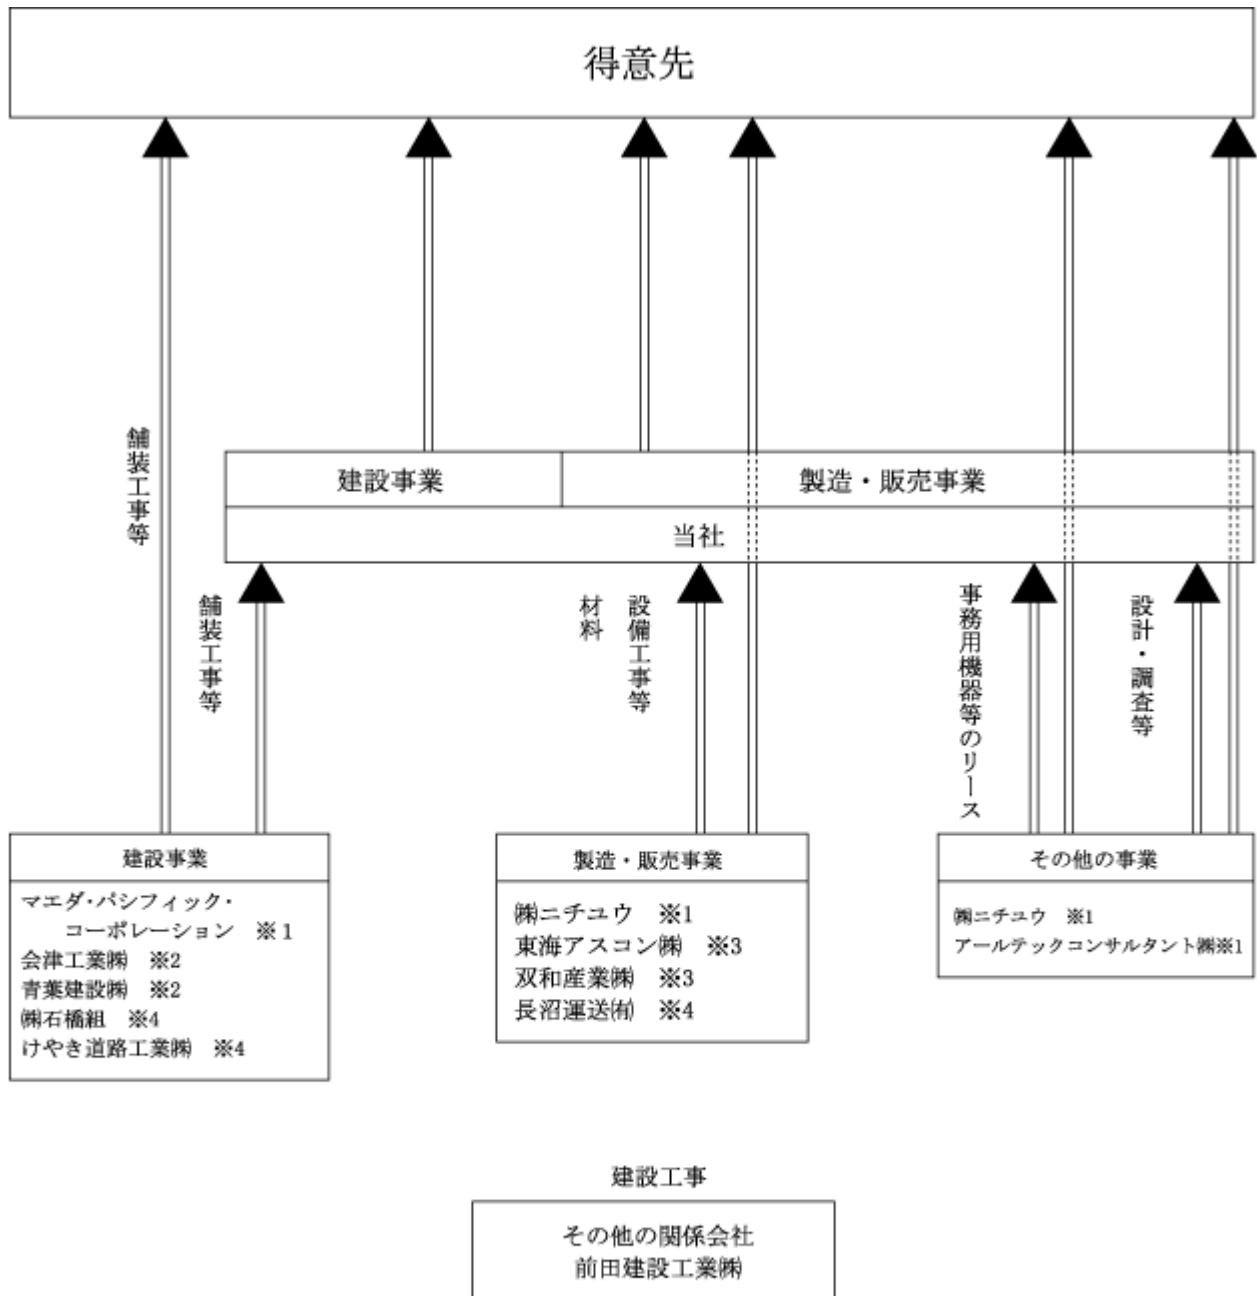 得意先
舗装工事等
建設事業
製造・販売事業
当社
舗装工事等
材料
設備工事等
事務用機器等のリース
設計・調査等
建設事業
マエダ・パシフィック・
コーポレーション ※1
会津工業㈱ ※2
青葉建設㈱ ※2
㈱石橋組 ※4
けやき道路工業㈱ ※4
製造・販売事業
㈱ニチユウ ※1
東海アスコン㈱ ※3
双和産業㈱ ※3
長沼運送㈲ ※4
その他の事業
㈱ニチユウ ※1
アールテックコンサルタント㈱※1
建設工事
その他の関係会社
前田建設工業㈱